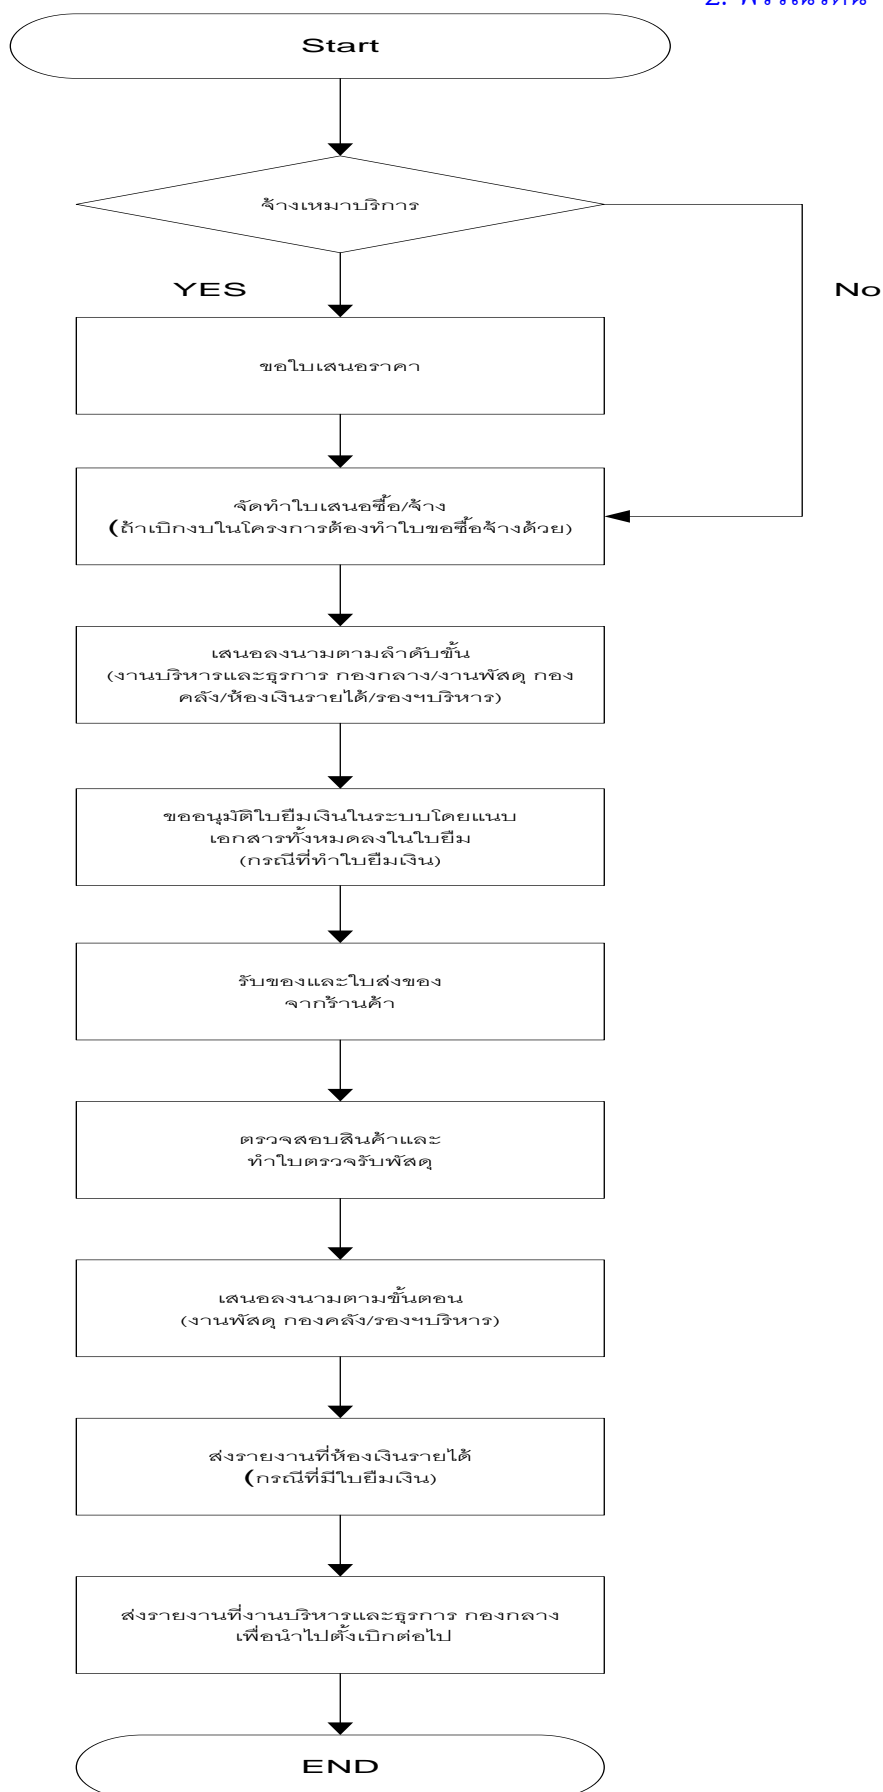 Start
จ้างเหมาบริการ
YES
No
ขอใบเสนอราคา
จัดทำใบเสนอซื้อ/จ้าง
(ถ้าเบิกงบในโครงการต้องทำใบขอซื้อจ้างด้วย)
เสนอลงนามตามลำดับขั้น
(งานบริหารและธุรการ กองกลาง/งานพัสดุ กอง
คลัง/ห้องเงินรายได้/รองฯบริหาร)
ขออนุมัติใบยืมเงินในระบบโดยแนบ
เอกสารทั้งหมดลงในใบยืม
(กรณีที่ทำใบยืมเงิน)
รับของและใบส่งของ
จากร้านค้า
ตรวจสอบสินค้าและ
ทำใบตรวจรับพัสดุ
เสนอลงนามตามขั้นตอน
(งานพัสดุ กองคลัง/รองฯบริหาร)
ส่งรายงานที่ห้องเงินรายได้
(กรณีที่มีใบยืมเงิน)
ส่งรายงานที่งานบริหารและธุรการ กองกลาง
เพื่อนำไปตั้งเบิกต่อไป
END